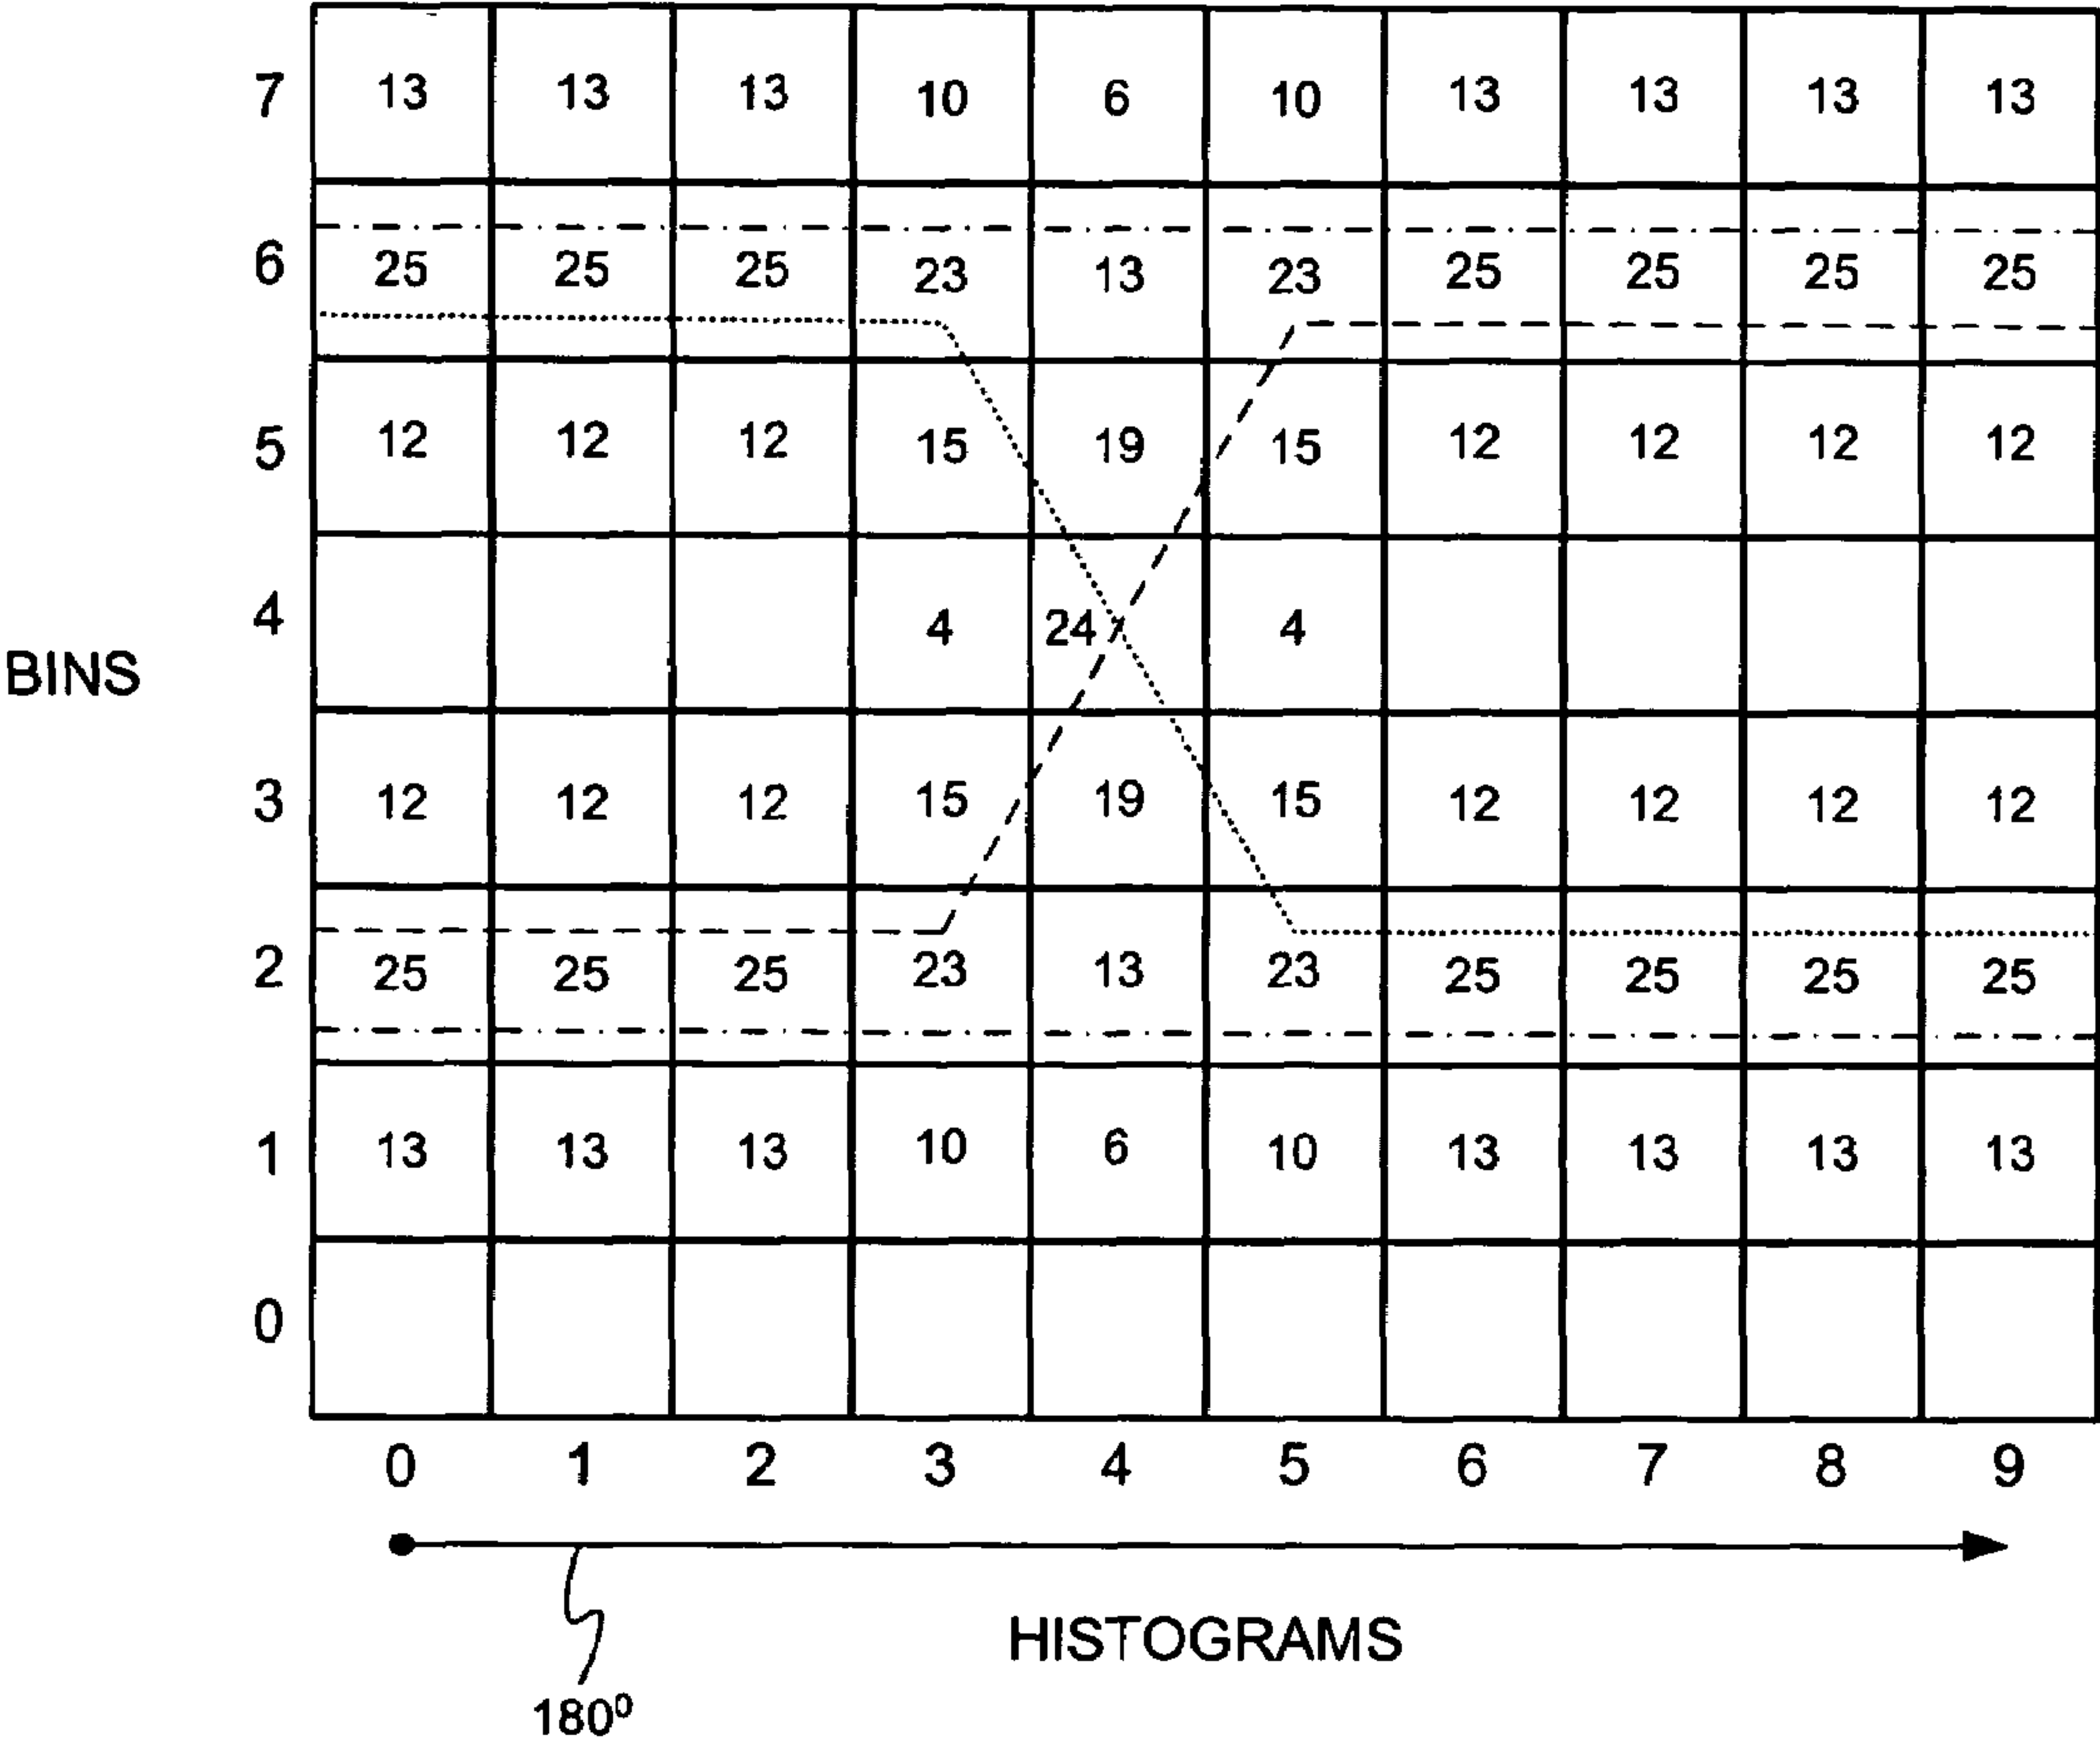 7 13 13 13 10 6 10 13 13 13 13
6 25 25 25 23 13 23 25 25 25 25
5 12 12 12 15 19 15 12 12 12 12
4 4 24 4
BINS
3 12 12 12 15 19 15 12 12 12 12
2 25 25 25 23 13 23 25 25 25 25
1 13 13 13 10 6 10 13 13 13 13
0
0 1 2 3 4 5 6 7 8 9
HISTOGRAMS
180⁰